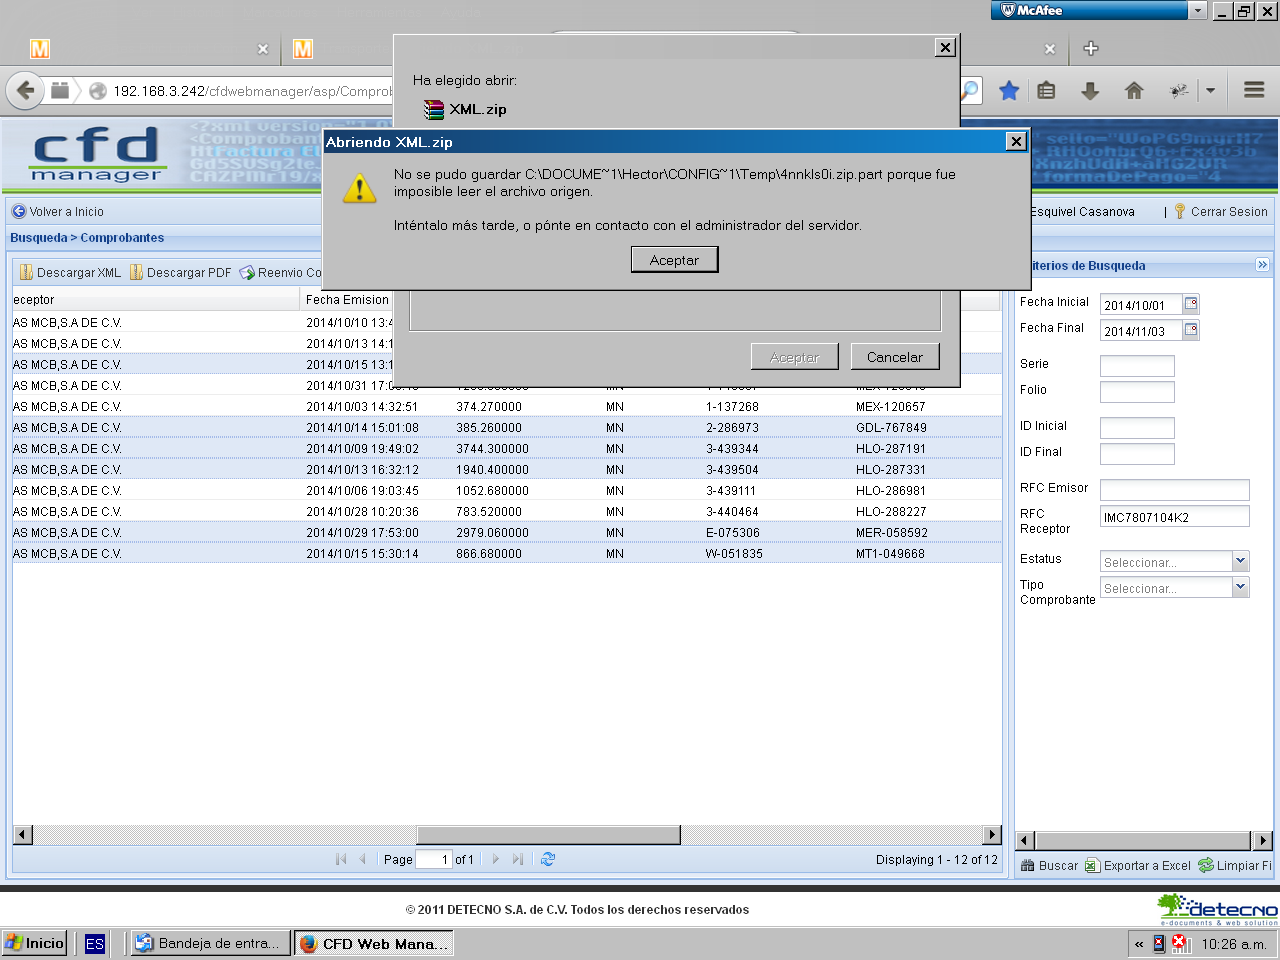 McAfee
192.168.3.242/cfdwebmanager/asp/Comprob
Ha elegido abrir:
XML.zip
Abriendo XML.zip
No se pudo guardar C:\DOCUME~1\Hector\CONFIG~1\Temp\4nnkls0i.zip.part porque fue
imposible leer el archivo origen.
Inténtalo más tarde, o pónte en contacto con el administrador del servidor.
Aceptar
Aceptar Cancelar
cfd
manager
Volver a Inicio
Esquivel Casanova | Cerrar Sesion
Busqueda > Comprobantes
Descargar XML Descargar PDF Reenvio Co
eceptor Fecha Emision
AS MCB,S.A DE C.V. 2014/10/10 13:4
AS MCB,S.A DE C.V. 2014/10/13 14:1
AS MCB,S.A DE C.V. 2014/10/15 13:1
AS MCB,S.A DE C.V.
AS MCB,S.A DE C.V. 2014/10/03 14:32:51 374.270000 MN 1-137268 MEX-120657
AS MCB,S.A DE C.V. 2014/10/14 15:01:08 385.260000 MN 2-286973 GDL-767849
AS MCB,S.A DE C.V. 2014/10/09 19:49:02 3744.300000 MN 3-439344 HLO-287191
AS MCB,S.A DE C.V. 2014/10/13 16:32:12 1940.400000 MN 3-439504 HLO-287331
AS MCB,S.A DE C.V. 2014/10/06 19:03:45 1052.680000 MN 3-439111 HLO-286981
AS MCB,S.A DE C.V. 2014/10/28 10:20:36 783.520000 MN 3-440464 HLO-288227
AS MCB,S.A DE C.V. 2014/10/29 17:53:00 2979.060000 MN E-075306 MER-058592
AS MCB,S.A DE C.V. 2014/10/15 15:30:14 866.680000 MN W-051835 MT1-049668
Page 1 of 1 Displaying 1 - 12 of 12
iterios de Busqueda
Fecha Inicial 2014/10/01
Fecha Final 2014/11/03
Serie
Folio
ID Inicial
ID Final
RFC Emisor
RFC
Receptor IMC7807104K2
Estatus Seleccionar...
Tipo
Comprobante Seleccionar...
Buscar Exportar a Excel Limpiar Fi
© 2011 DETECNO S.A. de C.V. Todos los derechos reservados
detecno
e-documents & web solution
Inicio ES Bandeja de entra... CFD Web Mana... « 10:26 a.m.